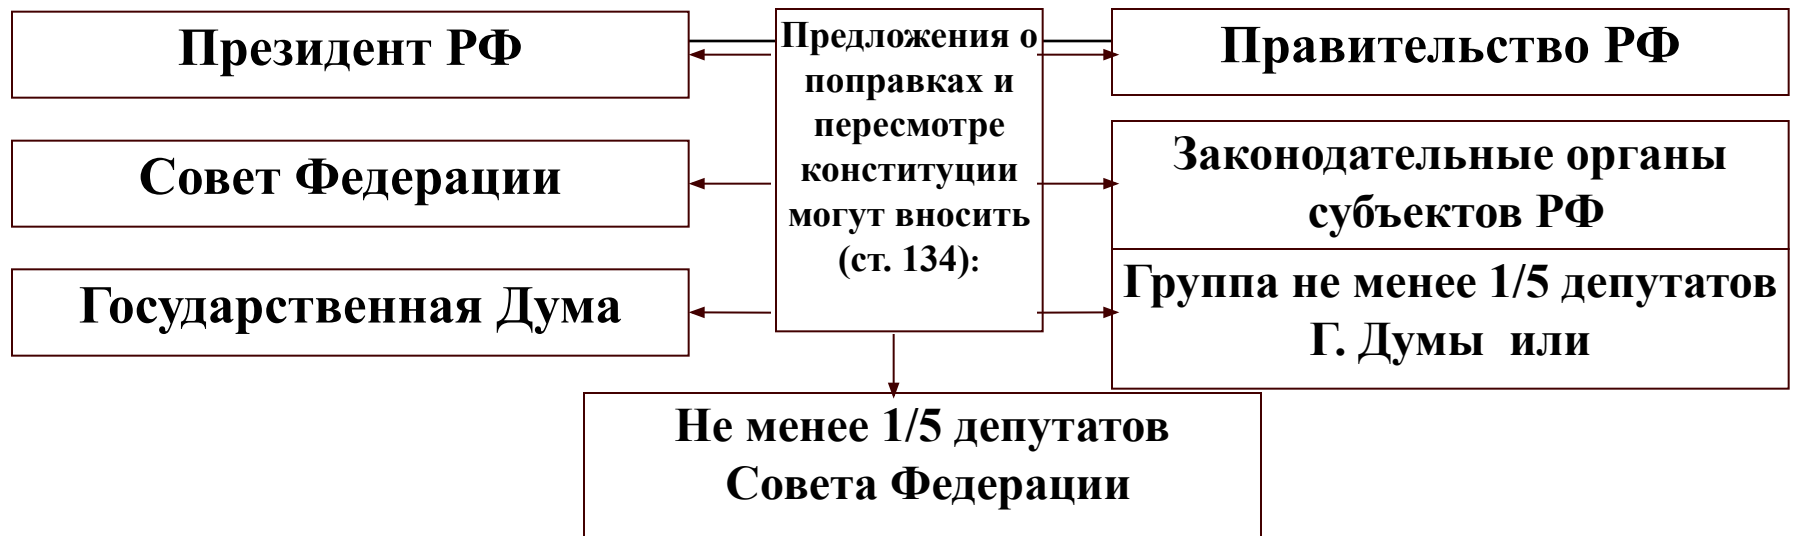 Президент РФ
Предложения о
поправках и
пересмотре
конституции
могут вносить
(ст. 134):
Правительство РФ
Совет Федерации
Законодательные органы
субъектов РФ
Государственная Дума
Группа не менее 1/5 депутатов
Г. Думы или
Не менее 1/5 депутатов
Совета Федерации